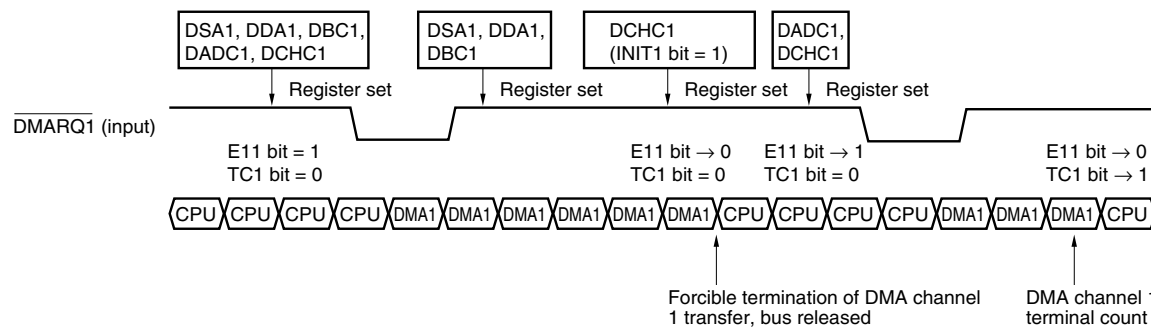 DSA1, DDA1, DBC1,
DADC1, DCHC1
DSA1, DDA1,
DBC1
DCHC1
(INIT1 bit = 1)
DADC1,
DCHC1
Register set
Register set
Register set
Register set
DMARQ1 (input)
E11 bit = 1
TC1 bit = 0
E11 bit → 0
TC1 bit = 0
E11 bit → 1
TC1 bit = 0
E11 bit → 0
TC1 bit → 1
CPU CPU CPU CPU DMA1 DMA1 DMA1 DMA1 DMA1 DMA1 CPU CPU CPU CPU DMA1 DMA1 DMA1 CPU
Forcible termination of DMA channel
1 transfer, bus released
DMA channel 1
terminal count